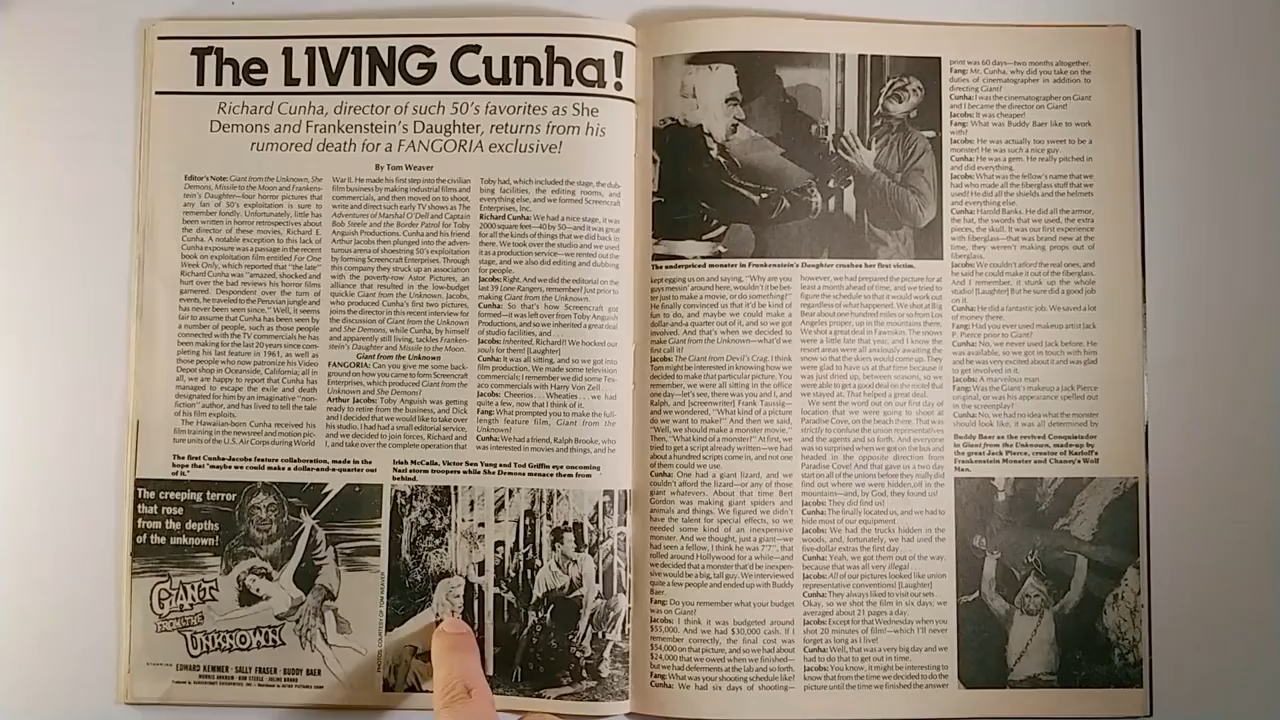 The LIVING Cunha!
Richard Cunha, director of such 50's favorites as She
Demons and Frankenstein's Daughter, returns from his
rumored death for a FANGORIA exclusive!
By Tom Weaver
Editor's Note: Giant from the Unknown, She
Demons, Missile to the Moon and Frankens-
tein's Daughter—four horror pictures that
any fan of 50's exploitation is sure to
remember fondly. Unfortunately, little has
been written in horror retrospectives about
the director of these movies, Richard E.
Cunha. A notable exception to this lack of
Cunha exposure was a passage in the recent
book on exploitation film entitled For One
Week Only, which reported that "the late"
Richard Cunha was "amazed, shocked and
hurt over the bad reviews his horror films
garnered. Despondent over the turn of
events, he traveled to the Peruvian jungle and
has never been seen since." Well, it seems
fair to assume that Cunha has been seen by
a number of people, such as those people
connected with the TV commercials he has
been making for the last 20 years since com-
pleting his last feature in 1961, as well as
those people who now patronize his Video
Depot shop in Oceanside, California; all in
all, we are happy to report that Cunha has
managed to escape the exile and death
designated for him by an imaginative "non-
fiction" author, and has lived to tell the tale
of his film exploits.
The Hawaiian-born Cunha received his
film training in the newsreel and motion pic-
ture units of the U.S. Air Corps during World
War II. He made his first step into the civilian
film business by making industrial films and
commercials, and then moved on to shoot,
write and direct such early TV shows as The
Adventures of Marshal O'Dell and Captain
Bob Steele and the Border Patrol for Toby
Anguish Productions. Cunha and his friend
Arthur Jacobs then plunged into the adven-
turous arena of shoestring 50's exploitation
by forming Screencraft Enterprises. Through
this company they struck up an association
with the poverty-row Astor Pictures, an
alliance that resulted in the low-budget
quickie Giant from the Unknown. Jacobs,
who produced Cunha's first two pictures,
joins the director in this recent interview for
the discussion of Giant from the Unknown
and She Demons, while Cunha, by himself
and apparently still living, tackles Franken-
stein's Daughter and Missile to the Moon.
Giant from the Unknown
FANGORIA: Can you give me some back-
ground on how you came to form Screencraft
Enterprises, which produced Giant from the
Unknown and She Demons?
Arthur Jacobs: Toby Anguish was getting
ready to retire from the business, and Dick
and I decided that we would like to take over
his studio. I had had a small editorial service,
and we decided to join forces, Richard and
I, and take over the complete operation that
Toby had, which included the stage, the dub-
bing facilities, the editing rooms, and
everything else, and we formed Screencraft
Enterprises, Inc.
Richard Cunha: We had a nice stage, it was
2000 square feet—40 by 50—and it was great
for all the kinds of things that we did back in
there. We took over the studio and we used
it as a production service—we rented out the
stage, and we also did editing and dubbing
for people.
Jacobs: Right. And we did the editorial on the
last 39 Lone Rangers, remember? Just prior to
making Giant from the Unknown.
Cunha: So that's how Screencraft got
formed—it was left over from Toby Anguish
Productions, and so we inherited a great deal
of studio facilities, and . . .
Jacobs: Inherited, Richard?! We hocked our
souls for them! [Laughter]
Cunha: It was all sitting, and so we got into
film production. We made some television
commercials; I remember we did some Tex-
aco commercials with Harry Von Zell . . .
Jacobs: Cheerios . . . Wheaties . . . we had
quite a few, now that I think of it.
Fang: What prompted you to make the full-
length feature film, Giant from the
Unknown?
Cunha: We had a friend, Ralph Brooke, who
was interested in movies and things, and he
The first Cunha-Jacobs feature collaboration, made in the
hope that "maybe we could make a dollar-and-a-quarter out
of it."
Irish McCalla, Victor Sen Yung and Tod Griffin eye oncoming
Nazi storm troopers while She Demons menace them from
behind.
The creeping terror
that rose
from the depths
of the unknown!
GIANT
FROM THE
UNKNOWN
STARRING EDWARD KEMMER · SALLY FRASER · BUDDY BAER
MORRIS ANKRUM · BOB STEELE · JOLINE BRAND
PHOTOS: COURTESY OF TOM WEAVER
The underpriced monster in Frankenstein's Daughter crushes her first victim.
kept egging us on and saying, "Why are you
guys messin' around here, wouldn't it be bet-
ter just to make a movie, or do something!"
He finally convinced us that it'd be kind of
fun to do, and maybe we could make a
dollar-and-a-quarter out of it, and so we got
involved. And that's when we decided to
make Giant from the Unknown—what'd we
first call it?
Jacobs: The Giant from Devil's Crag. I think
Tom might be interested in knowing how we
decided to make that particular picture. You
remember, we were all sitting in the office
one day—let's see, there was you and I, and
Ralph, and [screenwriter] Frank Taussig—
and we wondered, "What kind of a picture
do we want to make?" And then we said,
"Well, we should make a monster movie."
Then, "What kind of a monster?" At first, we
tried to get a script already written—we had
about a hundred scripts come in, and not one
of them could we use.
Cunha: One had a giant lizard, and we
couldn't afford the lizard—or any of those
giant whatevers. About that time Bert
Gordon was making giant spiders and
animals and things. We figured we didn't
have the talent for special effects, so we
needed some kind of an inexpensive
monster. And we thought, just a giant—we
had seen a fellow, I think he was 7'7", that
rolled around Hollywood for a while—and
we decided that a monster that'd be inexpen-
sive would be a big, tall guy. We interviewed
quite a few people and ended up with Buddy
Baer.
Fang: Do you remember what your budget
was on Giant?
Jacobs: I think it was budgeted around
$55,000. And we had $30,000 cash. If I
remember correctly, the final cost was
$54,000 on that picture, and so we had about
$24,000 that we owed when we finished—
but we had deferments at the lab and so forth.
Fang: What was your shooting schedule like?
Cunha: We had six days of shooting—
however, we had prepared the picture for at
least a month ahead of time, and we tried to
figure the schedule so that it would work out
regardless of what happened. We shot at Big
Bear about one hundred miles or so from Los
Angeles proper, up in the mountains there.
We shot a great deal in Fawnskin. The snows
were a little late that year, and I know the
resort areas were all anxiously awaiting the
snow so that the skiers would come up. They
were glad to have us at that time because it
was just dried up, between seasons, so we
were able to get a good deal on the motel that
we stayed at. That helped a great deal.
We sent the word out on our first day of
location that we were going to shoot at
Paradise Cove, on the beach there. That was
strictly to confuse the union representatives
and the agents and so forth. And everyone
was so surprised when we got on the bus and
headed in the opposite direction from
Paradise Cove! And that gave us a two day
start on all of the unions before they really did
find out where we were hidden off in the
mountains—and, by God, they found us!
Jacobs: They did find us!
Cunha: The finally located us, and we had to
hide most of our equipment.
Jacobs: We had the trucks hidden in the
woods, and, fortunately, we had used the
five-dollar extras the first day . . .
Cunha: Yeah, we got them out of the way,
because that was all very illegal . . .
Jacobs: All of our pictures looked like union
representative conventions! [Laughter]
Cunha: They always liked to visit our sets.
Okay, so we shot the film in six days; we
averaged about 21 pages a day.
Jacobs: Except for that Wednesday when you
shot 20 minutes of film!—which I'll never
forget as long as I live!
Cunha: Well, that was a very big day and we
had to do that to get out in time.
Jacobs: You know, it might be interesting to
know that from the time we decided to do the
picture until the time we finished the answer
print was 60 days—two months altogether.
Fang: Mr. Cunha, why did you take on the
duties of cinematographer in addition to
directing Giant?
Cunha: I was the cinematographer on Giant
and I became the director on Giant!
Jacobs: It was cheaper!
Fang: What was Buddy Baer like to work
with?
Jacobs: He was actually too sweet to be a
monster! He was such a nice guy.
Cunha: He was a gem. He really pitched in
and did everything.
Jacobs: What was the fellow's name that we
had who made all the fiberglass stuff that we
used? He did all the shields and the helmets
and everything else.
Cunha: Harold Banks. He did all the armor,
the hat, the swords that we used, the extra
pieces, the skull. It was our first experience
with fiberglass—that was brand new at the
time, they weren't making props out of
fiberglass.
Jacobs: We couldn't afford the real ones, and
he said he could make it out of the fiberglass.
And I remember, it stunk up the whole
studio! [Laughter] But he sure did a good job
on it.
Cunha: He did a fantastic job. We saved a lot
of money there.
Fang: Had you ever used makeup artist Jack
P. Pierce prior to Giant?
Cunha: No, we never used Jack before. He
was available, so we got in touch with him
and he was very excited about it and was glad
to get involved in it.
Jacobs: A marvelous man.
Fang: Was the Giant's makeup a Jack Pierce
original, or was his appearance spelled out
in the screenplay?
Cunha: No, we had no idea what the monster
should look like, it was all determined by
Buddy Baer as the revived Conquistador
in Giant from the Unknown, made-up by
the great Jack Pierce, creator of Karloff's
Frankenstein Monster and Chaney's Wolf
Man.